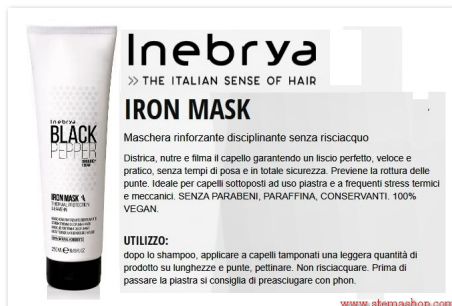 Inebrya
>> THE ITALIAN SENSE OF HAIR
IRON MASK
Maschera rinforzante disciplinante senza risciacquo
Districa, nutre e filma il capello garantendo un liscio perfetto, veloce e
pratico, senza tempi di posa e in totale sicurezza. Previene la rottura delle
punte. Ideale per capelli sottoposti ad uso piastra e a frequenti stress termici
e meccanici. SENZA PARABENI, PARAFFINA, CONSERVANTI. 100%
VEGAN.
UTILIZZO:
dopo lo shampoo, applicare a capelli tamponati una leggera quantità di
prodotto su lunghezze e punte, pettinare. Non risciacquare. Prima di
passare la piastra si consiglia di preasciugare con phon.
Inebrya
BLACK
PEPPER
IRON MASK
THERMAL PROTECTION
LEAVE-IN
www.stemashop.com